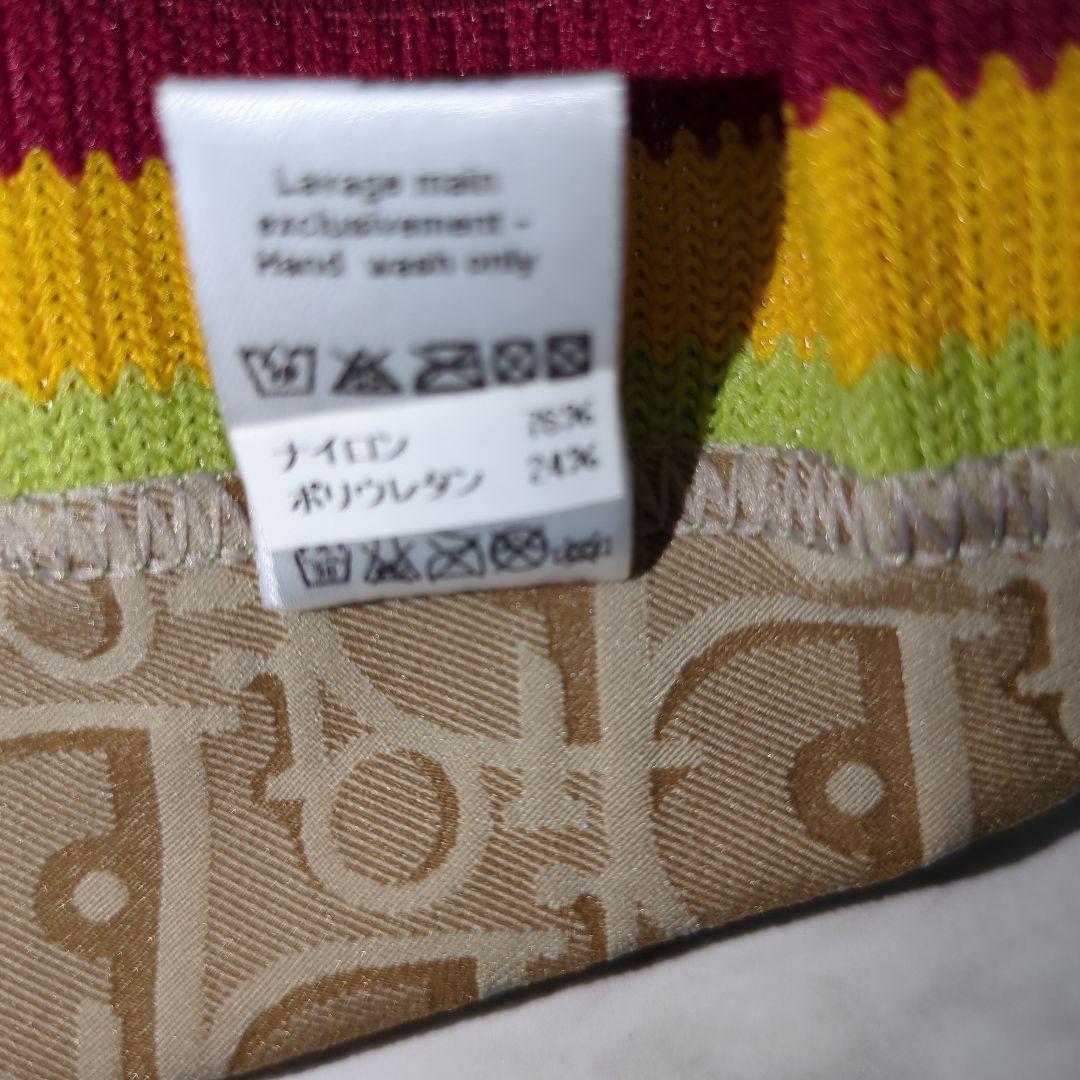 Lavage main
exclusivement -
Hand wash only
ナイロン 76%
ポリウレタン 24%